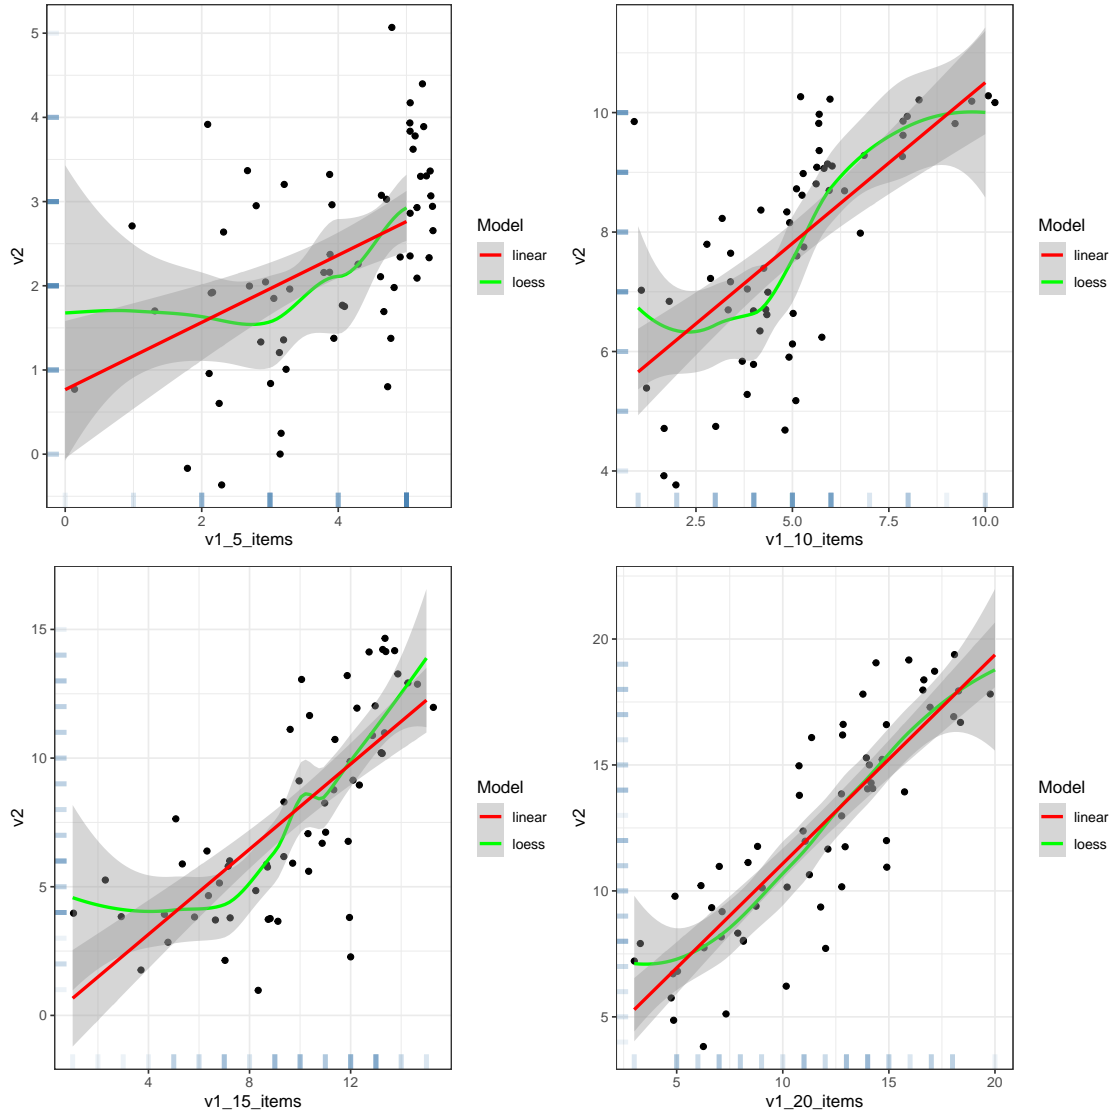 5
4
3
2
1
0
v2
0
2
4
v1_5_items
Model
linear
loess
10
8
6
4
v2
2.5
5.0
7.5
10.0
v1_10_items
Model
linear
loess
15
10
5
0
v2
4
8
12
v1_15_items
Model
linear
loess
20
15
10
5
v2
5
10
15
20
v1_20_items
Model
linear
loess